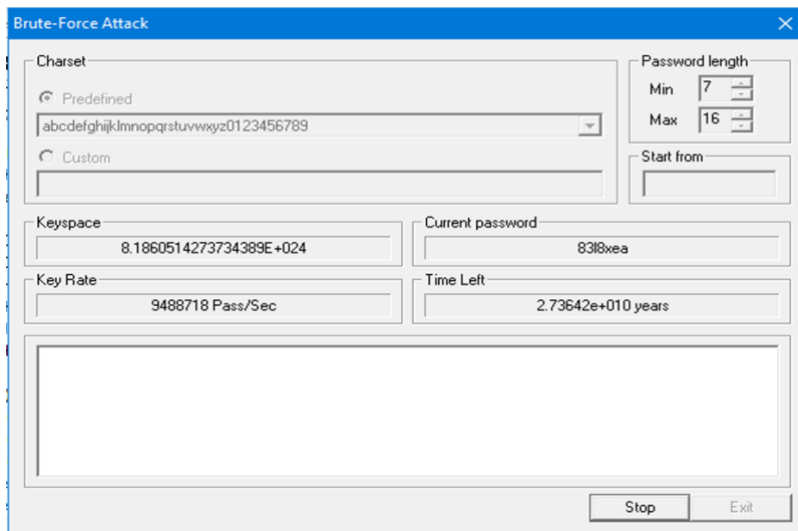 Brute-Force Attack
Charset
Predefined
abcdefghijklmnopqrstuvwxyz0123456789
Custom
Password length
Min 7
Max 16
Start from
Keyspace
8.1860514273734389E+024
Current password
83l8xea
Key Rate
9488718 Pass/Sec
Time Left
2.73642e+010 years
Stop
Exit